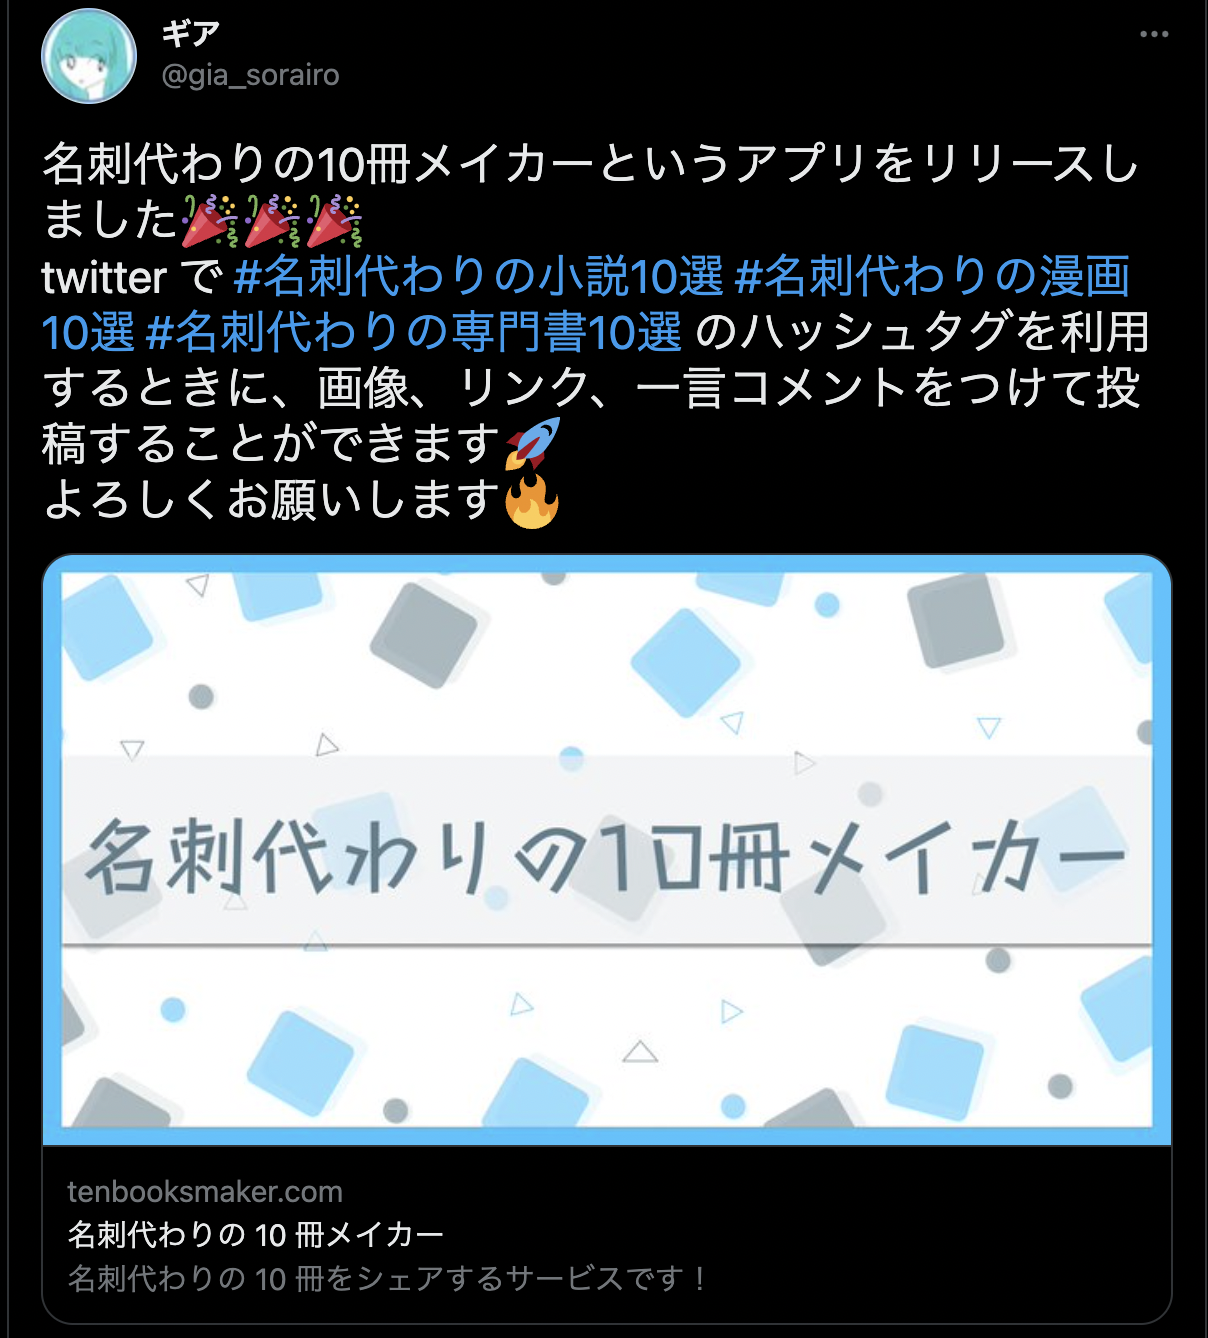 ギア
@gia_sorairo
名刺代わりの10冊メイカーというアプリをリリースし
ました🎉🎉🎉
twitter で #名刺代わりの小説10選 #名刺代わりの漫画
10選 #名刺代わりの専門書10選 のハッシュタグを利用
するときに、画像、リンク、一言コメントをつけて投
稿することができます🚀
よろしくお願いします🔥
名刺代わりの10冊メイカー
tenbooksmaker.com
名刺代わりの 10 冊メイカー
名刺代わりの 10 冊をシェアするサービスです！